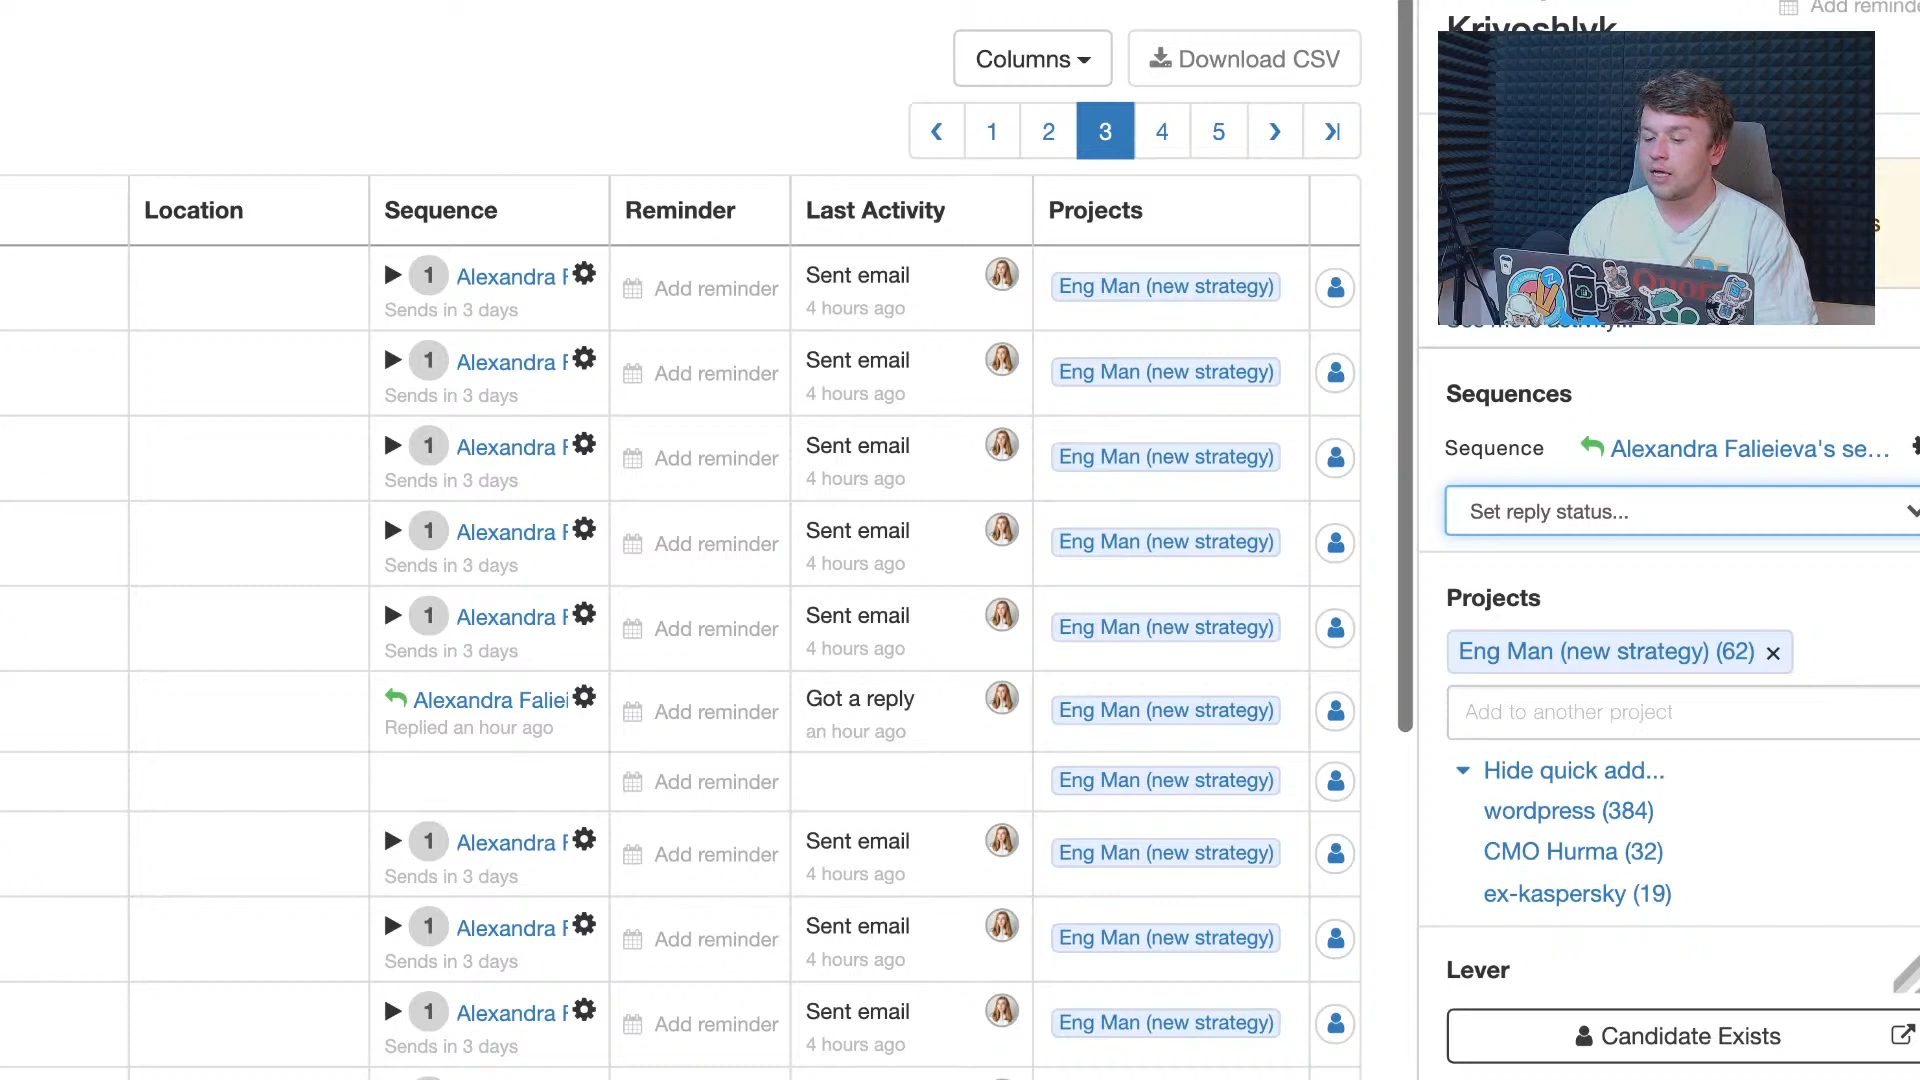 Add reminde
Krivoshlyk
Columns
Download CSV
1 2 3 4 5
Location Sequence Reminder Last Activity Projects
1 Alexandra F Add reminder Sent email Eng Man (new strategy)
Sends in 3 days 4 hours ago
1 Alexandra F Add reminder Sent email Eng Man (new strategy)
Sends in 3 days 4 hours ago
1 Alexandra F Add reminder Sent email Eng Man (new strategy)
Sends in 3 days 4 hours ago
1 Alexandra F Add reminder Sent email Eng Man (new strategy)
Sends in 3 days 4 hours ago
1 Alexandra F Add reminder Sent email Eng Man (new strategy)
Sends in 3 days 4 hours ago
Alexandra Faliei Add reminder Got a reply Eng Man (new strategy)
Replied an hour ago an hour ago
Add reminder Eng Man (new strategy)
1 Alexandra F Add reminder Sent email Eng Man (new strategy)
Sends in 3 days 4 hours ago
1 Alexandra F Add reminder Sent email Eng Man (new strategy)
Sends in 3 days 4 hours ago
1 Alexandra F Add reminder Sent email Eng Man (new strategy)
Sends in 3 days 4 hours ago
See more activity...
Sequences
Sequence Alexandra Falieieva's se...
Set reply status...
Projects
Eng Man (new strategy) (62) ×
Add to another project
Hide quick add...
wordpress (384)
CMO Hurma (32)
ex-kaspersky (19)
Lever
Candidate Exists